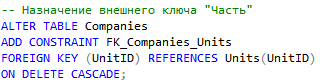 -- Назначение внешнего ключа "Часть"
ALTER TABLE Companies
ADD CONSTRAINT FK_Companies_Units
FOREIGN KEY (UnitID) REFERENCES Units(UnitID)
ON DELETE CASCADE;